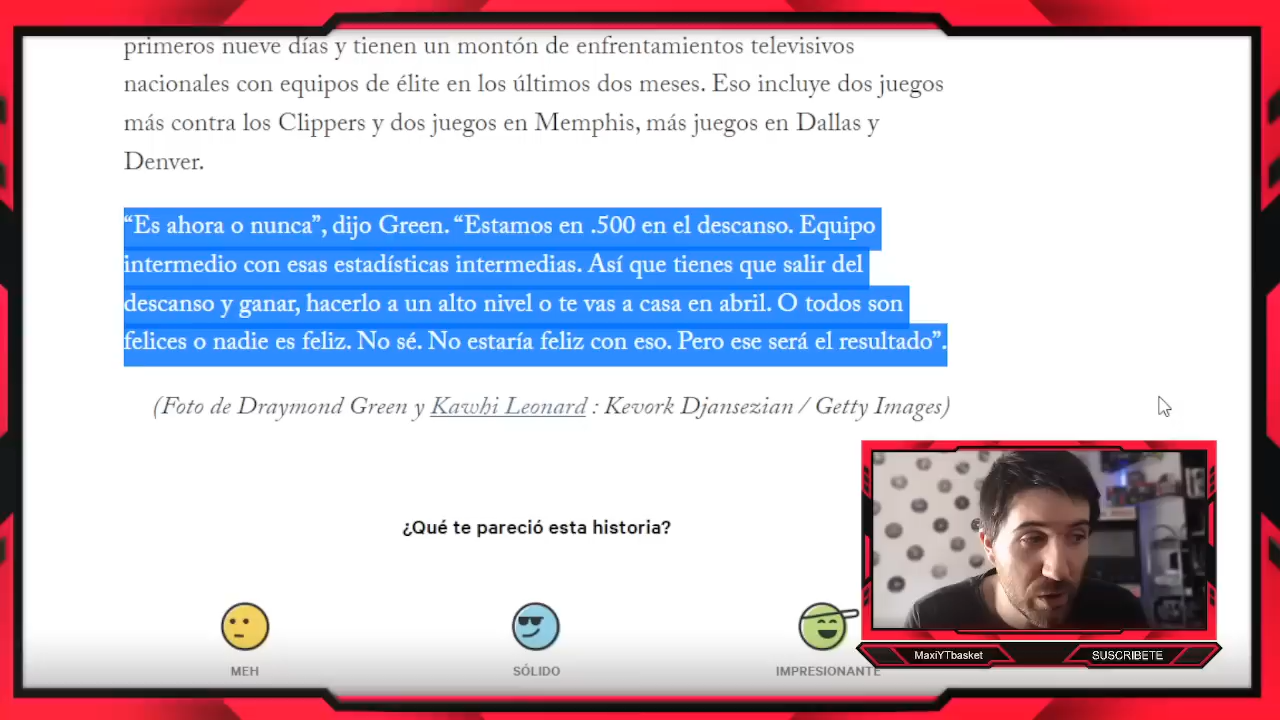 primeros nueve días y tienen un montón de enfrentamientos televisivos
nacionales con equipos de élite en los últimos dos meses. Eso incluye dos juegos
más contra los Clippers y dos juegos en Memphis, más juegos en Dallas y
Denver.
“Es ahora o nunca”, dijo Green. “Estamos en .500 en el descanso. Equipo
intermedio con esas estadísticas intermedias. Así que tienes que salir del
descanso y ganar, hacerlo a un alto nivel o te vas a casa en abril. O todos son
felices o nadie es feliz. No sé. No estaría feliz con eso. Pero ese será el resultado”.
(Foto de Draymond Green y Kawhi Leonard : Kevork Djansezian / Getty Images)
¿Qué te pareció esta historia?
MEH
SÓLIDO
IMPRESIONANTE
MaxiYTbasket
SUSCRIBETE